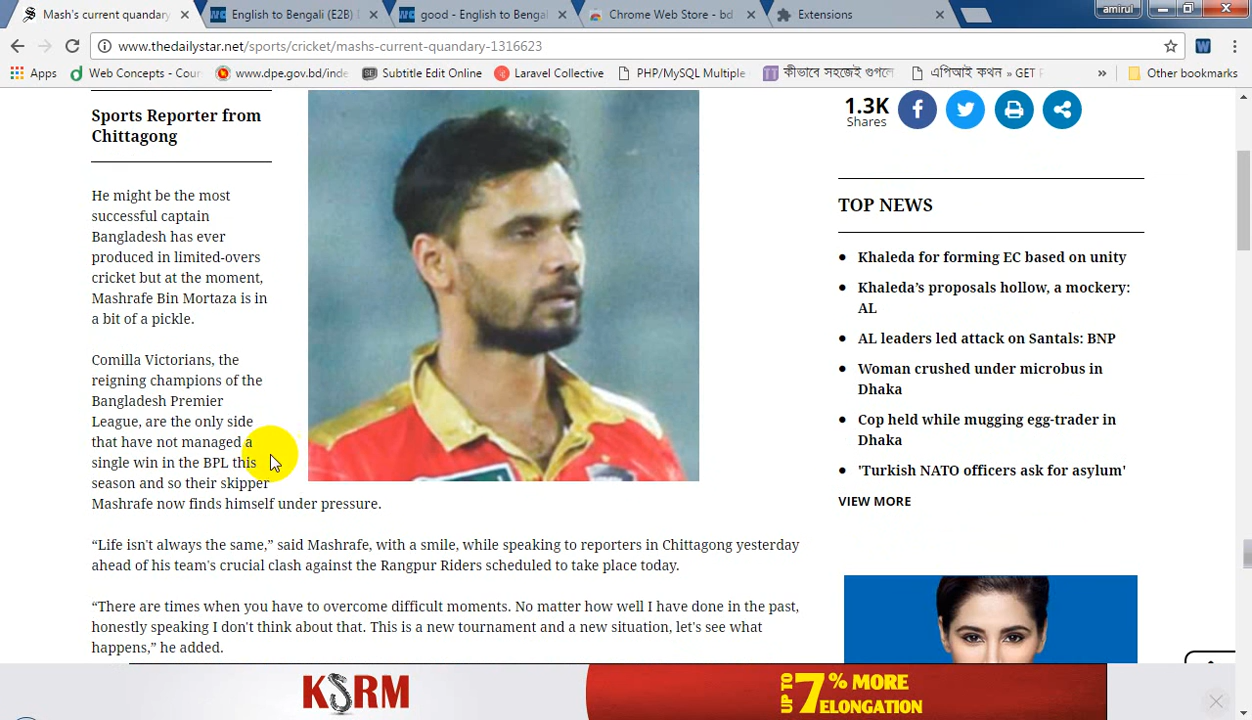 Mash's current quandary
English to Bengali (E2B)
good - English to Benga
Chrome Web Store - bd
Extensions
amirul
www.thedailystar.net/sports/cricket/mashs-current-quandary-1316623
Apps
Web Concepts - Cour
www.dpe.gov.bd/inde
Subtitle Edit Online
Laravel Collective
PHP/MySQL Multiple
কীভাবে সহজেই গুগলে
এপিআই কথন » GET F
»
Other bookmarks
Sports Reporter from
Chittagong
He might be the most
successful captain
Bangladesh has ever
produced in limited-overs
cricket but at the moment,
Mashrafe Bin Mortaza is in
a bit of a pickle.
Comilla Victorians, the
reigning champions of the
Bangladesh Premier
League, are the only side
that have not managed a
single win in the BPL this
season and so their skipper
Mashrafe now finds himself under pressure.
“Life isn't always the same,” said Mashrafe, with a smile, while speaking to reporters in Chittagong yesterday
ahead of his team's crucial clash against the Rangpur Riders scheduled to take place today.
“There are times when you have to overcome difficult moments. No matter how well I have done in the past,
honestly speaking I don't think about that. This is a new tournament and a new situation, let's see what
happens,” he added.
1.3K
Shares
TOP NEWS
Khaleda for forming EC based on unity
Khaleda’s proposals hollow, a mockery:
AL
AL leaders led attack on Santals: BNP
Woman crushed under microbus in
Dhaka
Cop held while mugging egg-trader in
Dhaka
'Turkish NATO officers ask for asylum'
VIEW MORE
KSRM
UP TO 7% MORE
ELONGATION